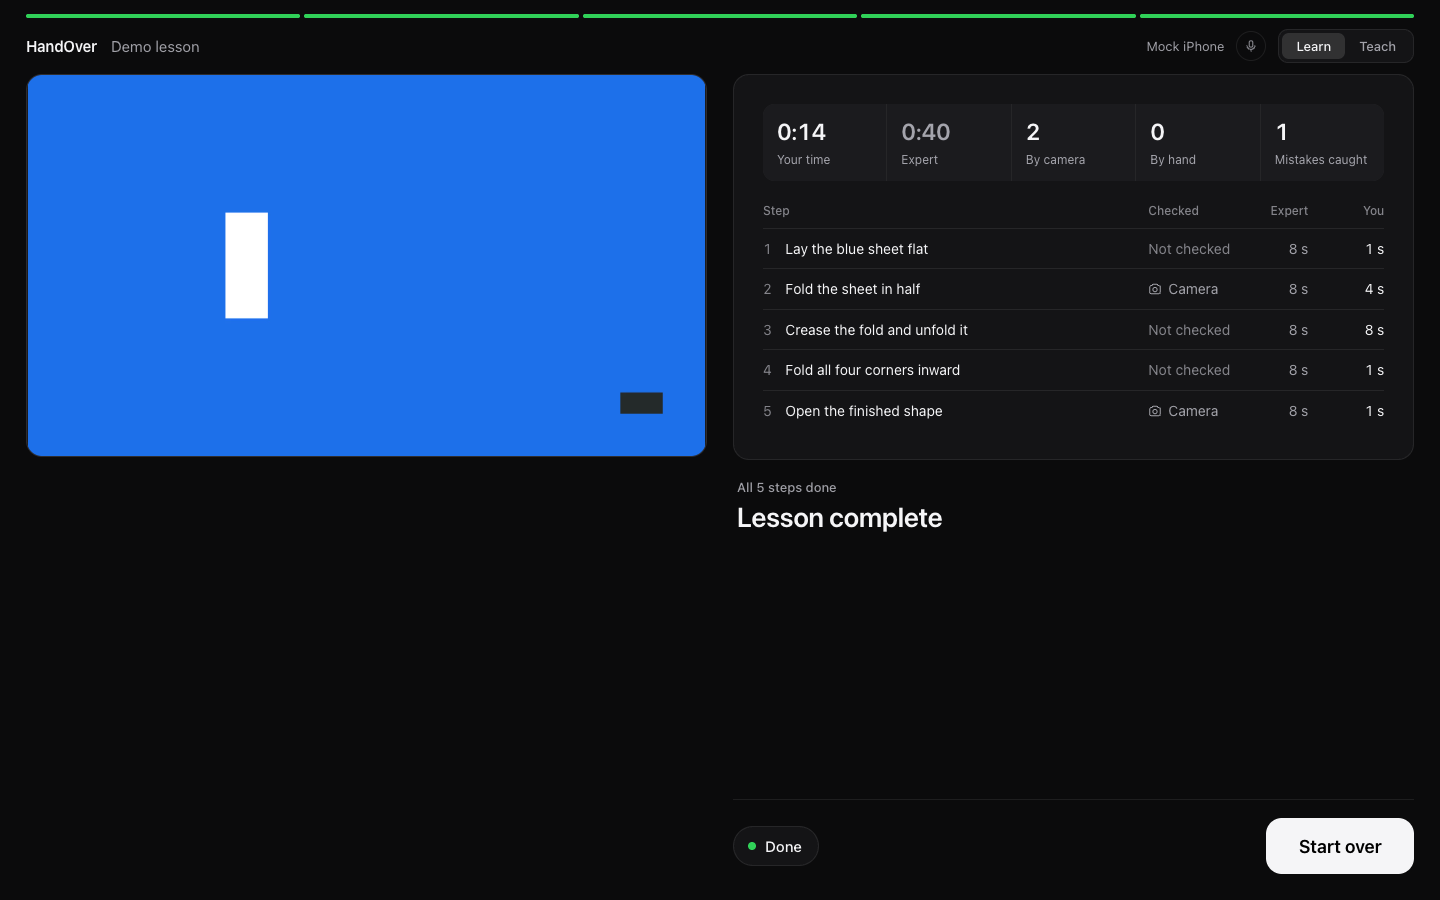 HandOver Demo lesson
Mock iPhone Learn Teach
0:14 0:40 2 0 1
Your time Expert By camera By hand Mistakes caught
Step Checked Expert You
1 Lay the blue sheet flat Not checked 8 s 1 s
2 Fold the sheet in half Camera 8 s 4 s
3 Crease the fold and unfold it Not checked 8 s 8 s
4 Fold all four corners inward Not checked 8 s 1 s
5 Open the finished shape Camera 8 s 1 s
All 5 steps done
Lesson complete
Done Start over